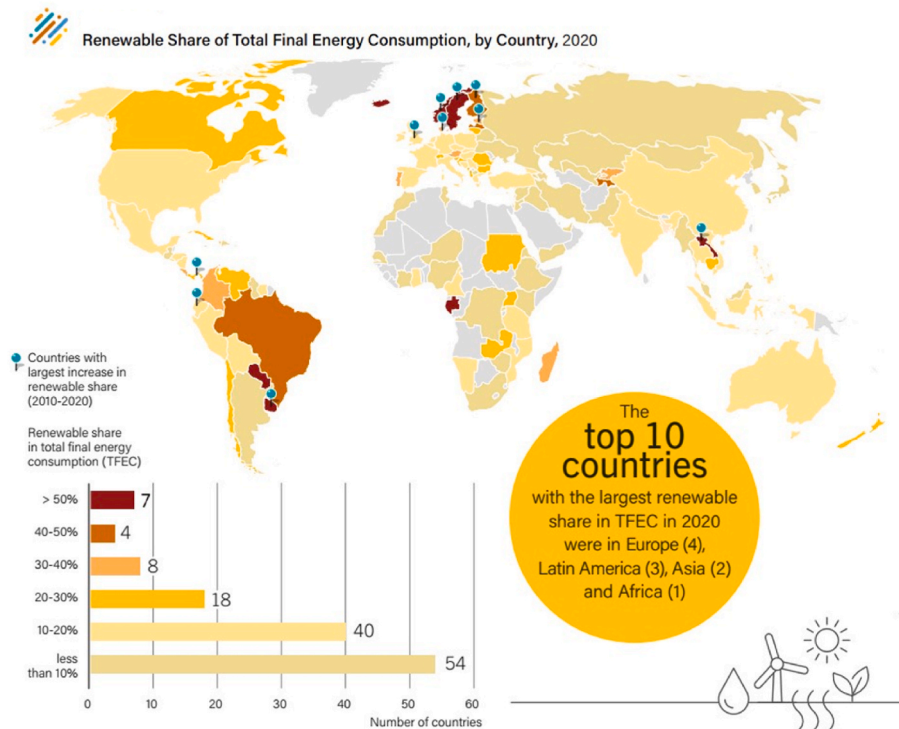 Renewable Share of Total Final Energy Consumption, by Country, 2020
Countries with
largest increase in
renewable share
(2010-2020)
Renewable share
in total final energy
consumption (TFEC)
> 50% 7
40-50% 4
30-40% 8
20-30% 18
10-20% 40
less
than 10% 54
0 10 20 30 40 50 60
Number of countries
The
top 10
countries
with the largest renewable
share in TFEC in 2020
were in Europe (4),
Latin America (3), Asia (2)
and Africa (1)